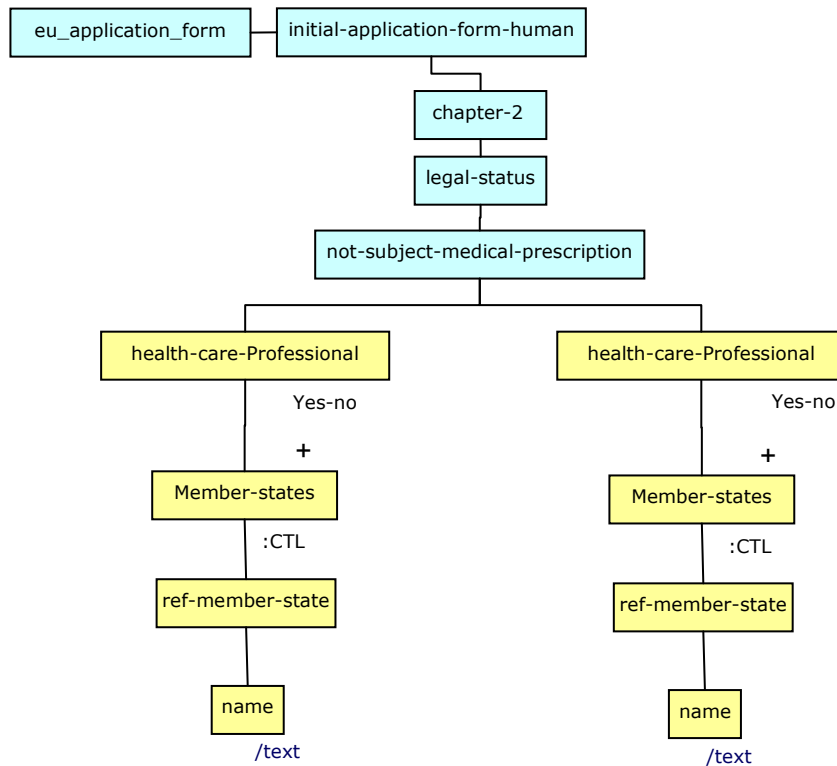 eu_application_form
initial-application-form-human
chapter-2
legal-status
not-subject-medical-prescription
health-care-Professional
health-care-Professional
Yes-no
Yes-no
+
+
Member-states
Member-states
:CTL
:CTL
ref-member-state
ref-member-state
name
name
/text
/text